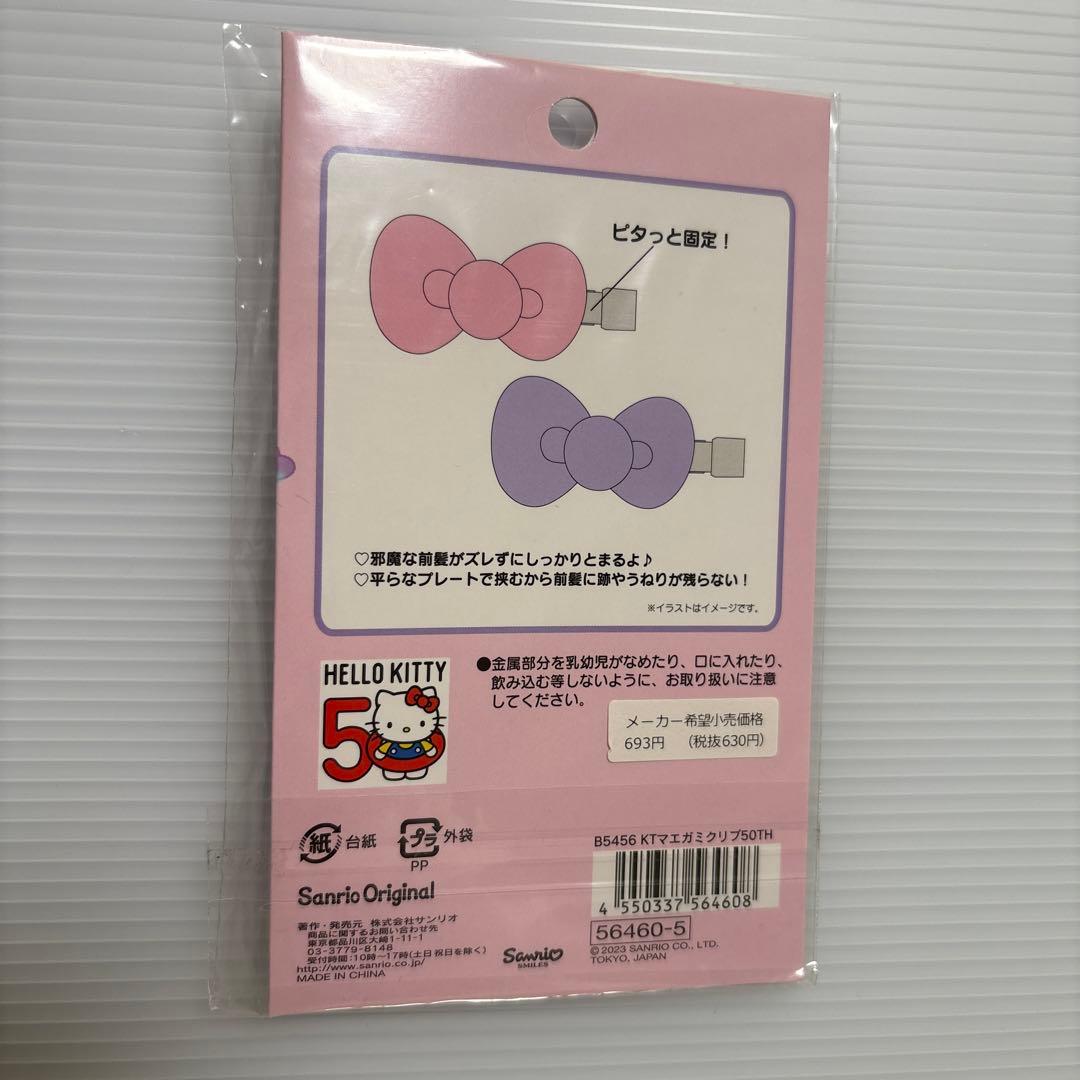 ピタっと固定！
♡邪魔な前髪がズレずにしっかりとまるよ♪
♡平らなプレートで挟むから前髪に跡やうねりが残らない！
※イラストはイメージです。
HELLO KITTY
50
●金属部分を乳幼児がなめたり、口に入れたり、
飲み込む等しないように、お取り扱いに注意
してください。
メーカー希望小売価格
693円 （税抜630円）
紙 台紙
プラ 外袋
PP
B5456 KTマエガミクリップ50TH
4 550337 564608
56460-5
© 2023 SANRIO CO., LTD.
TOKYO, JAPAN
Sanrio Original
著作・発売元 株式会社サンリオ
商品に関するお問い合わせ先
東京都品川区大崎1-11-1
03-3779-8148
受付時間:10時～17時(土日祝日を除く)
http://www.sanrio.co.jp/
MADE IN CHINA
Sanrio
SMILES